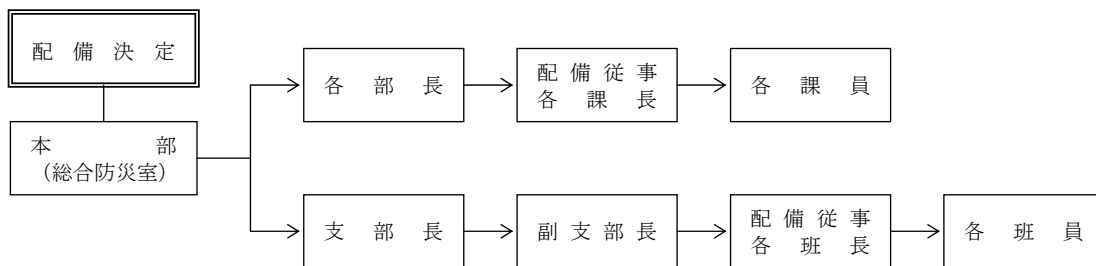 配備決定
本部
（総合防災室）
各部長
配備従事
各課長
各課員
支部長
副支部長
配備従事
各班長
各班員